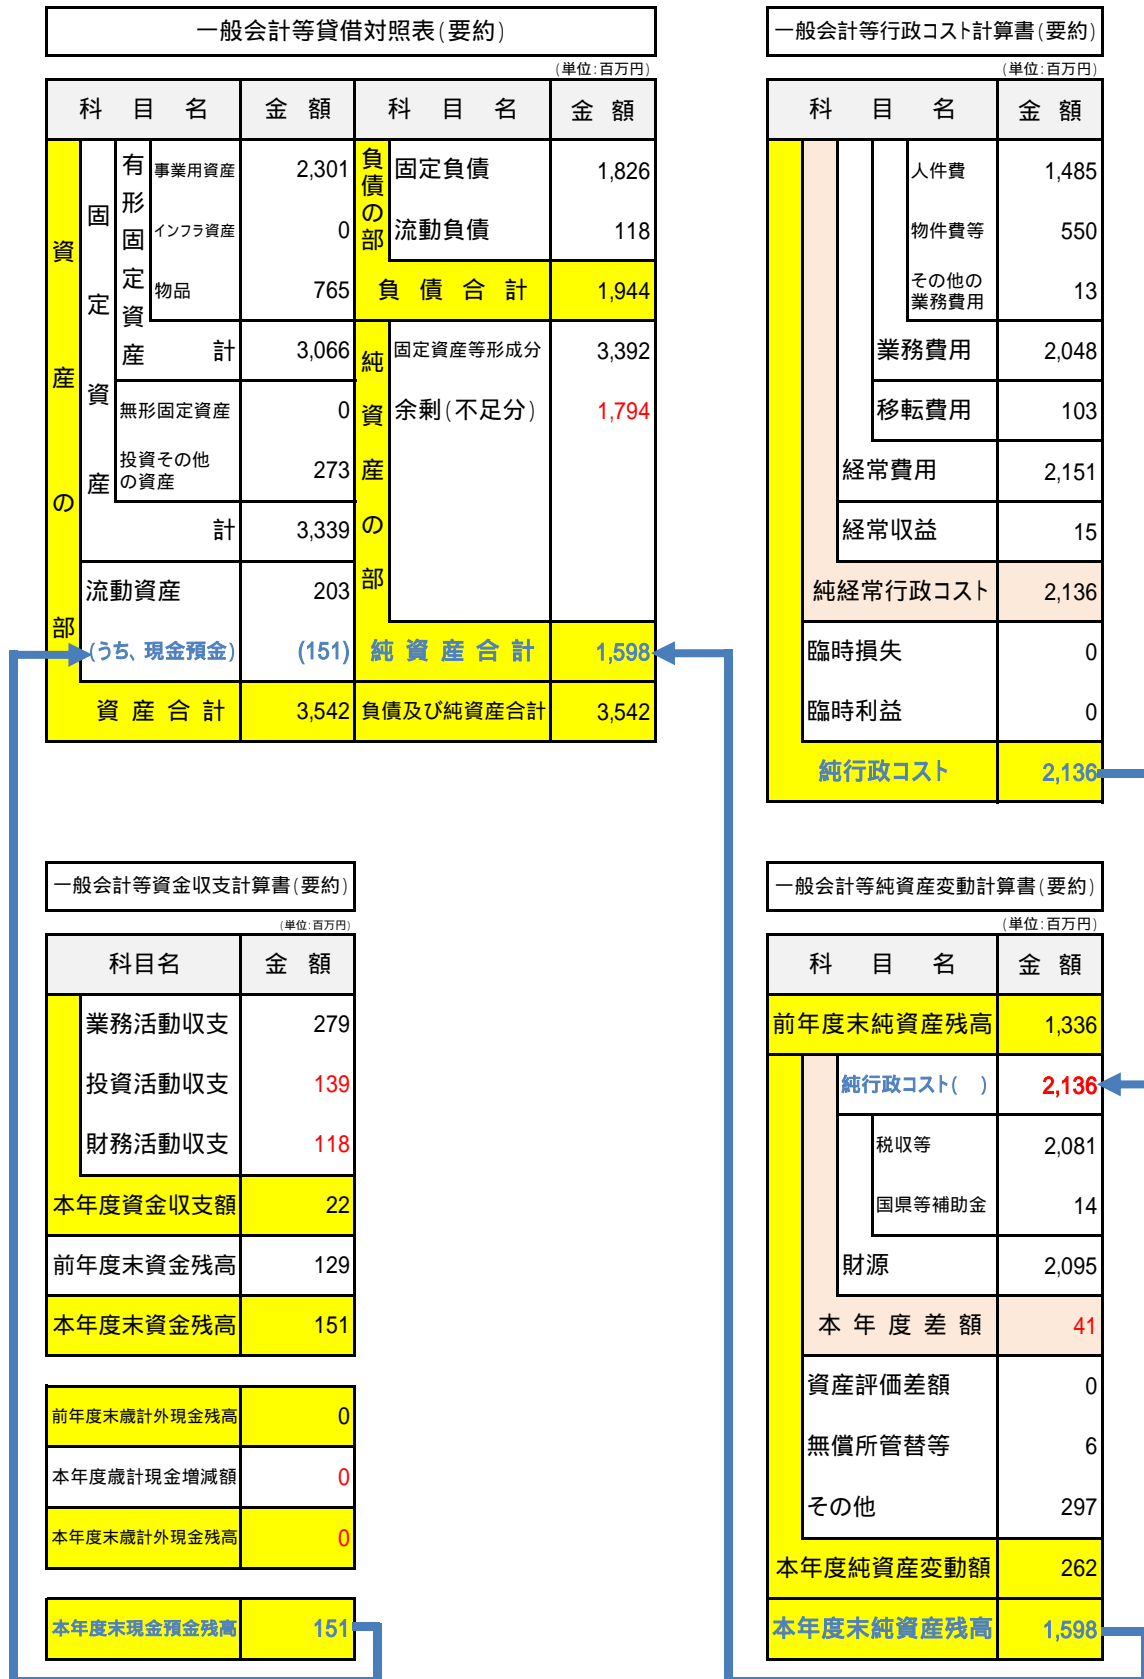 一般会計等貸借対照表(要約)
(単位:百万円)
科 目 名 金 額 科 目 名 金 額
資産の部
固定資産
有形固定資産
事業用資産 2,301
インフラ資産 0
物品 765
計 3,066
無形固定資産 0
投資その他
の資産 273
計 3,339
流動資産 203
(うち、現金預金) (151)
資 産 合 計 3,542
負債の部
固定負債 1,826
流動負債 118
負 債 合 計 1,944
純資産の部
固定資産等形成分 3,392
余剰(不足分) 1,794
純 資 産 合 計 1,598
負債及び純資産合計 3,542
一般会計等行政コスト計算書(要約)
(単位:百万円)
科 目 名 金 額
人件費 1,485
物件費等 550
その他の
業務費用 13
業務費用 2,048
移転費用 103
経常費用 2,151
経常収益 15
純経常行政コスト 2,136
臨時損失 0
臨時利益 0
純行政コスト 2,136
一般会計等資金収支計算書(要約)
(単位:百万円)
科目名 金 額
業務活動収支 279
投資活動収支 139
財務活動収支 118
本年度資金収支額 22
前年度末資金残高 129
本年度末資金残高 151
前年度末歳計外現金残高 0
本年度歳計現金増減額 0
本年度末歳計外現金残高 0
本年度末現金預金残高 151
一般会計等純資産変動計算書(要約)
(単位:百万円)
科 目 名 金 額
前年度末純資産残高 1,336
純行政コスト( ) 2,136
税収等 2,081
国県等補助金 14
財源 2,095
本 年 度 差 額 41
資産評価差額 0
無償所管替等 6
その他 297
本年度純資産変動額 262
本年度末純資産残高 1,598